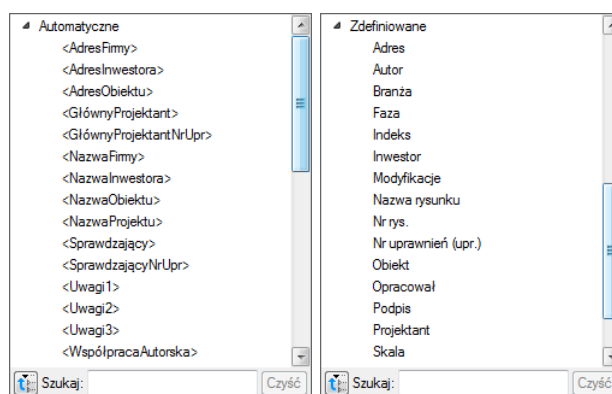 Automatyczne
<AdresFirmy>
<AdresInwestora>
<AdresObiektu>
<GłównyProjektant>
<GłównyProjektantNrUpr>
<NazwaFirmy>
<NazwaInwestora>
<NazwaObiektu>
<NazwaProjektu>
<Sprawdzający>
<SprawdzającyNrUpr>
<Uwagi1>
<Uwagi2>
<Uwagi3>
<WspółpracaAutorska>
Szukaj: Czyść
Zdefiniowane
Adres
Autor
Branża
Faza
Indeks
Inwestor
Modyfikacje
Nazwa rysunku
Nr rys.
Nr uprawnień (upr.)
Obiekt
Opracował
Podpis
Projektant
Skala
Szukaj: Czyść